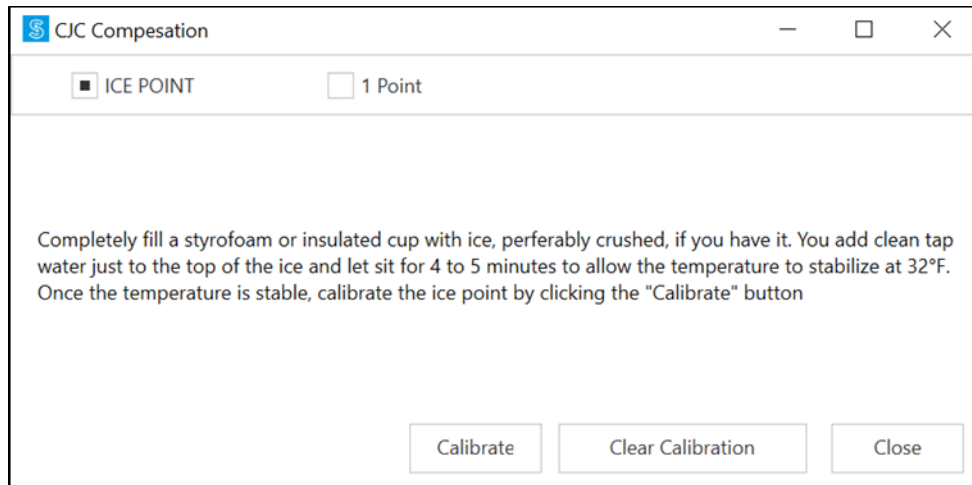 CJC Compesation
ICE POINT
1 Point
Completely fill a styrofoam or insulated cup with ice, perferably crushed, if you have it. You add clean tap
water just to the top of the ice and let sit for 4 to 5 minutes to allow the temperature to stabilize at 32°F.
Once the temperature is stable, calibrate the ice point by clicking the "Calibrate" button
Calibrate
Clear Calibration
Close